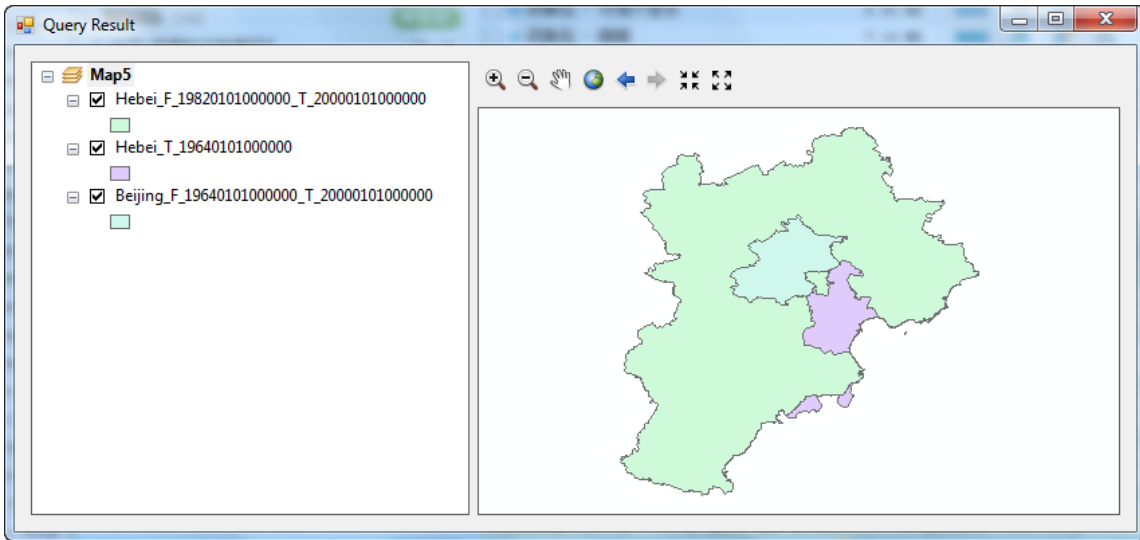 Query Result
Map5
Hebei_F_19820101000000_T_20000101000000
Hebei_T_19640101000000
Beijing_F_19640101000000_T_20000101000000